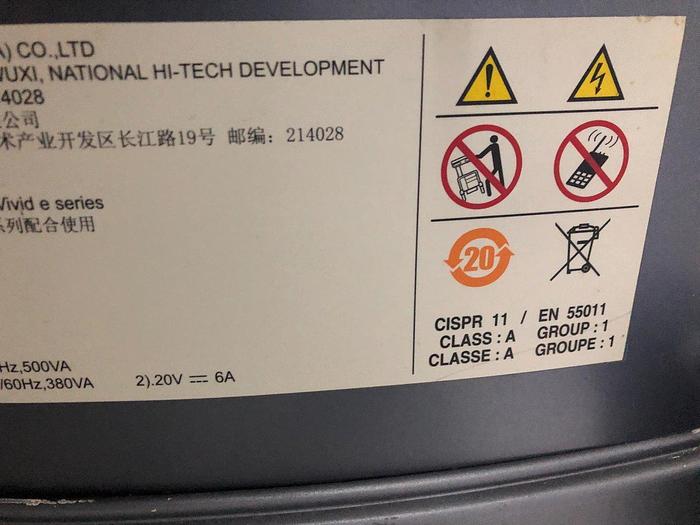 A) CO.,LTD
WUXI, NATIONAL HI-TECH DEVELOPMENT
4028
公司
术产业开发区长江路19号 邮编：214028
Vivid e series
系列配合使用
Hz,500VA
/60Hz,380VA 2).20V ⎓ 6A
20
CISPR 11 / EN 55011
CLASS : A GROUP : 1
CLASSE : A GROUPE : 1